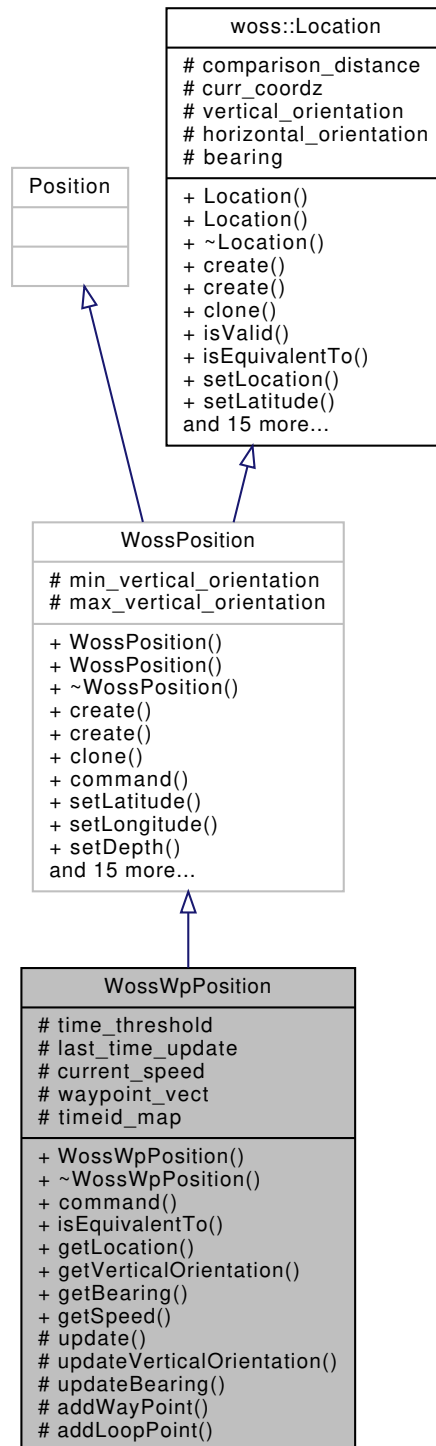 woss::Location
# comparison_distance
# curr_coordz
# vertical_orientation
# horizontal_orientation
# bearing
+ Location()
+ Location()
+ ~Location()
+ create()
+ create()
+ clone()
+ isValid()
+ isEquivalentTo()
+ setLocation()
+ setLatitude()
and 15 more...
Position
WossPosition
# min_vertical_orientation
# max_vertical_orientation
+ WossPosition()
+ WossPosition()
+ ~WossPosition()
+ create()
+ create()
+ clone()
+ command()
+ setLatitude()
+ setLongitude()
+ setDepth()
and 15 more...
WossWpPosition
# time_threshold
# last_time_update
# current_speed
# waypoint_vect
# timeid_map
+ WossWpPosition()
+ ~WossWpPosition()
+ command()
+ isEquivalentTo()
+ getLocation()
+ getVerticalOrientation()
+ getBearing()
+ getSpeed()
# update()
# updateVerticalOrientation()
# updateBearing()
# addWayPoint()
# addLoopPoint()